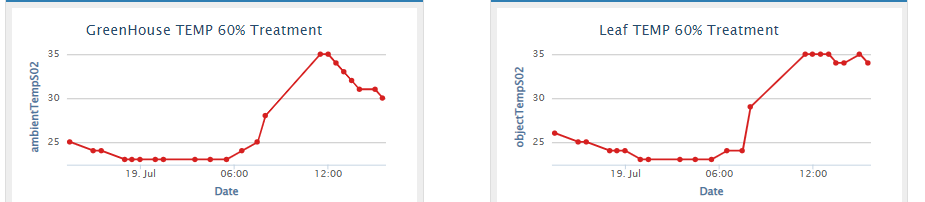 GreenHouse TEMP 60% Treatment
ambientTempS02
35
30
25
19. Jul
06:00
12:00
Date
Leaf TEMP 60% Treatment
objectTempS02
35
30
25
19. Jul
06:00
12:00
Date